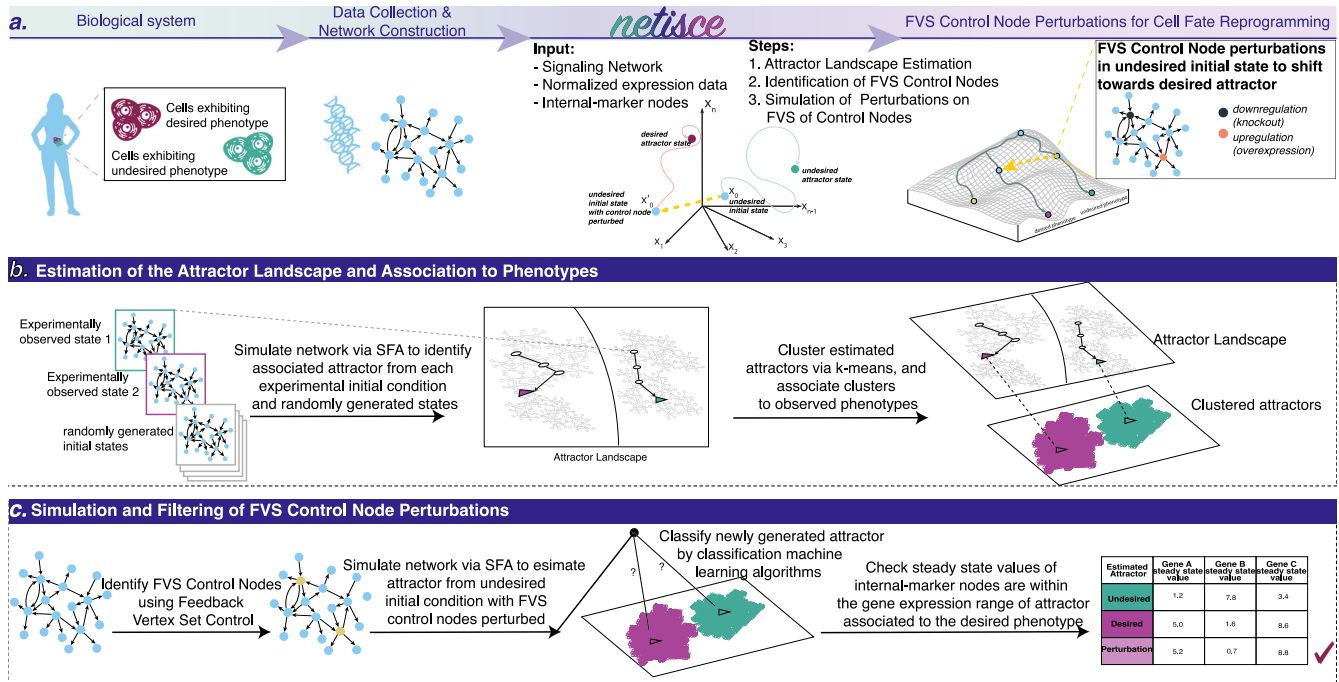 a.
Biological system
Data Collection &
Network Construction
netisce
FVS Control Node Perturbations for Cell Fate Reprogramming
Cells exhibiting
desired phenotype
Cells exhibiting
undesired phenotype
Input:
- Signaling Network
- Normalized expression data
- Internal-marker nodes
Steps:
1. Attractor Landscape Estimation
2. Identification of FVS Control Nodes
3. Simulation of Perturbations on
FVS of Control Nodes
Xn
desired
attractor state
undesired
attractor state
undesired
initial state
with control node
perturbed
X'0
X0
undesired
initial state
Xn-1
X1
X2
X3
FVS Control Node perturbations
in undesired initial state to shift
towards desired attractor
downregulation
(knockout)
upregulation
(overexpression)
desired phenotype
undesired phenotype
b. Estimation of the Attractor Landscape and Association to Phenotypes
Experimentally
observed state 1
Experimentally
observed state 2
randomly generated
initial states
Simulate network via SFA to identify
associated attractor from each
experimental initial condition
and randomly generated states
Attractor Landscape
Cluster estimated
attractors via k-means, and
associate clusters
to observed phenotypes
Attractor Landscape
Clustered attractors
c. Simulation and Filtering of FVS Control Node Perturbations
Identify FVS Control Nodes
using Feedback
Vertex Set Control
Simulate network via SFA to esimate
attractor from undesired
initial condition with FVS
control nodes perturbed
? ?
Classify newly generated attractor
by classification machine
learning algorithms
Check steady state values of
internal-marker nodes are within
the gene expression range of attractor
associated to the desired phenotype
Estimated
Attractor
Gene A
steady state
value
Gene B
steady state
value
Gene C
steady state
value
Undesired 1.2 7.8 3.4
Desired 5.0 1.6 8.6
Perturbation 5.2 0.7 8.8